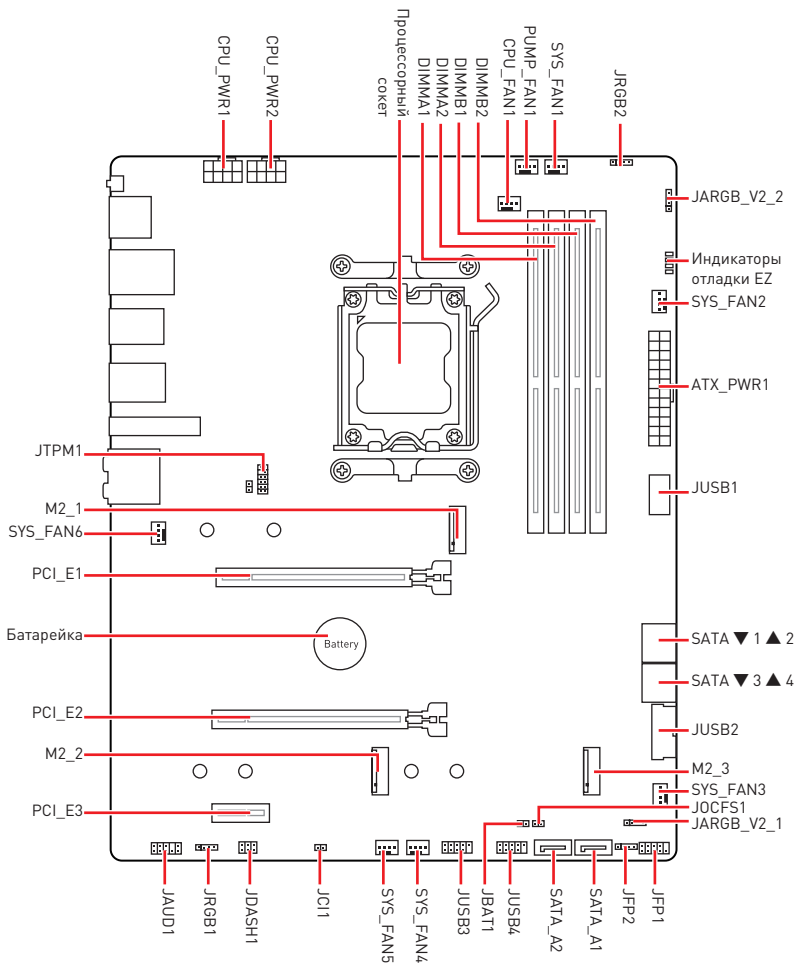 CPU_PWR1
CPU_PWR2
Процессорный
сокет
DIMMA1
DIMMA2
DIMMB1
DIMMB2
CPU_FAN1
PUMP_FAN1
SYS_FAN1
JRGB2
JARGB_V2_2
Индикаторы
отладки EZ
SYS_FAN2
ATX_PWR1
JUSB1
SATA ▼ 1 ▲ 2
SATA ▼ 3 ▲ 4
JUSB2
M2_3
SYS_FAN3
JOCFS1
JARGB_V2_1
JTPM1
M2_1
SYS_FAN6
PCI_E1
Батарейка
Battery
PCI_E2
M2_2
PCI_E3
JAUD1
JRGB1
JDASH1
JCI1
SYS_FAN5
SYS_FAN4
JUSB3
JBAT1
JUSB4
SATA_A2
SATA_A1
JFP2
JFP1